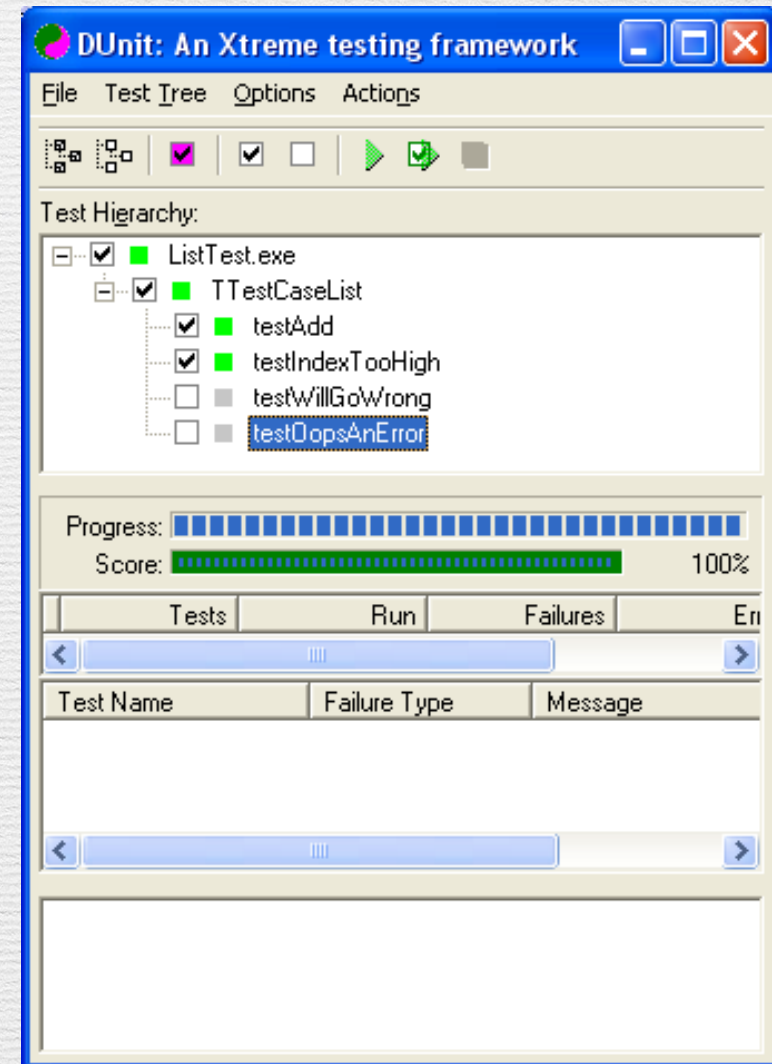 DUnit: An Xtreme testing framework
File Test Tree Options Actions
Test Hierarchy:
ListTest.exe
TTestCaseList
testAdd
testIndexTooHigh
testWillGoWrong
testOopsAnError
Progress:
Score: 100%
Tests Run Failures Err
Test Name Failure Type Message